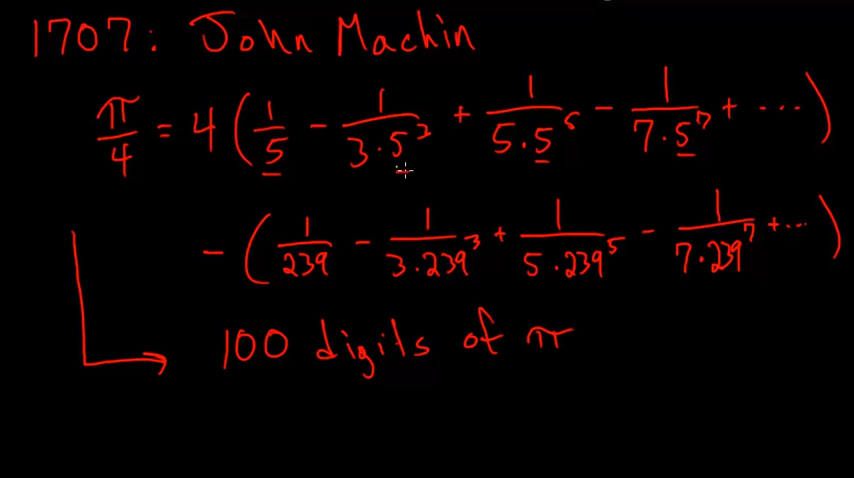 1707: John Machin
π/4 = 4(1/5 - 1/(3·5³) + 1/(5·5⁵) - 1/(7·5⁷) + ···)
- (1/239 - 1/(3·239³) + 1/(5·239⁵) - 1/(7·239⁷) + ···)
100 digits of π